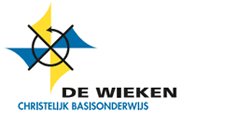 DE WIEKEN
CHRISTELIJK BASISONDERWIJS